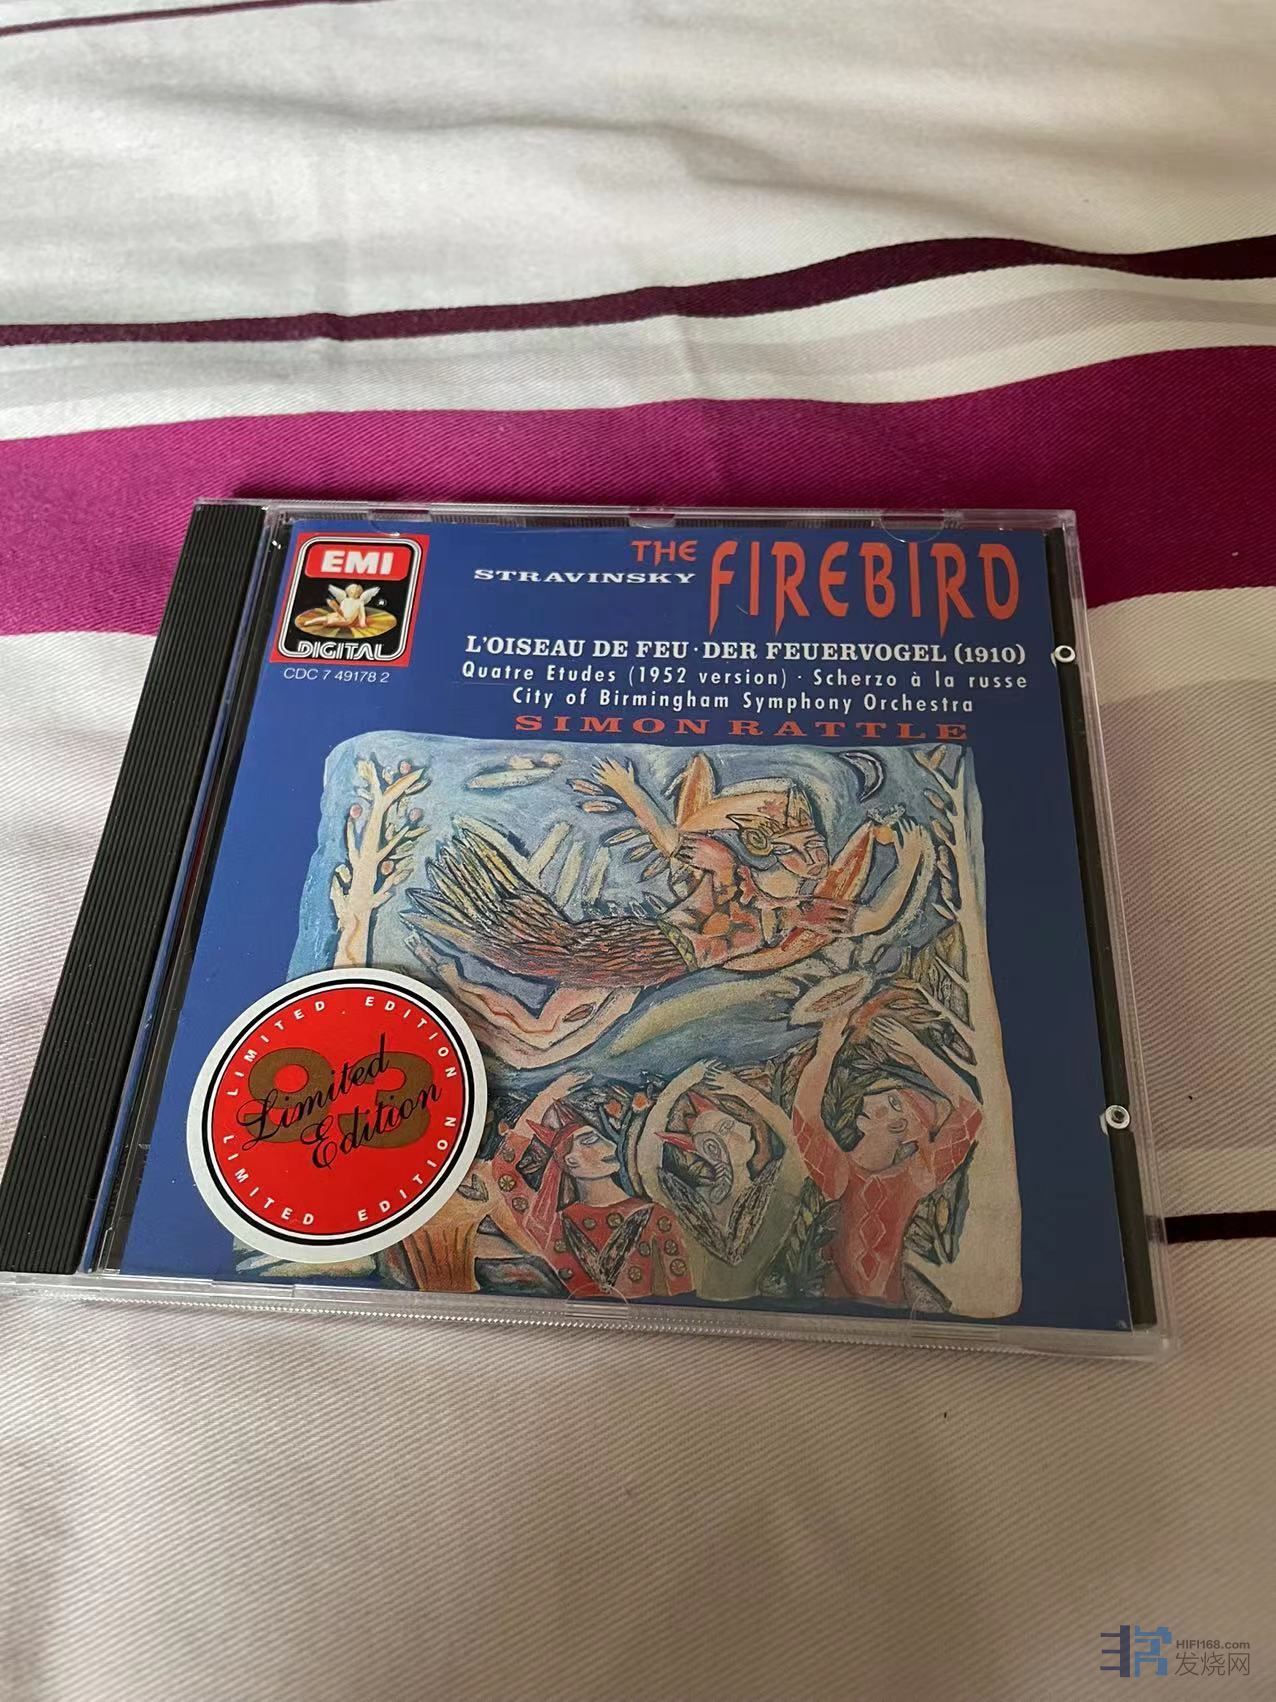 EMI
DIGITAL
CDC 7 49178 2
THE
STRAVINSKY
FIREBIRD
L'OISEAU DE FEU · DER FEUERVOGEL (1910)
Quatre Etudes (1952 version) · Scherzo à la russe
City of Birmingham Symphony Orchestra
SIMON RATTLE
LIMITED . EDITION
93
Limited
Edition
LIMITED EDITION
HIFI168.com
发烧网